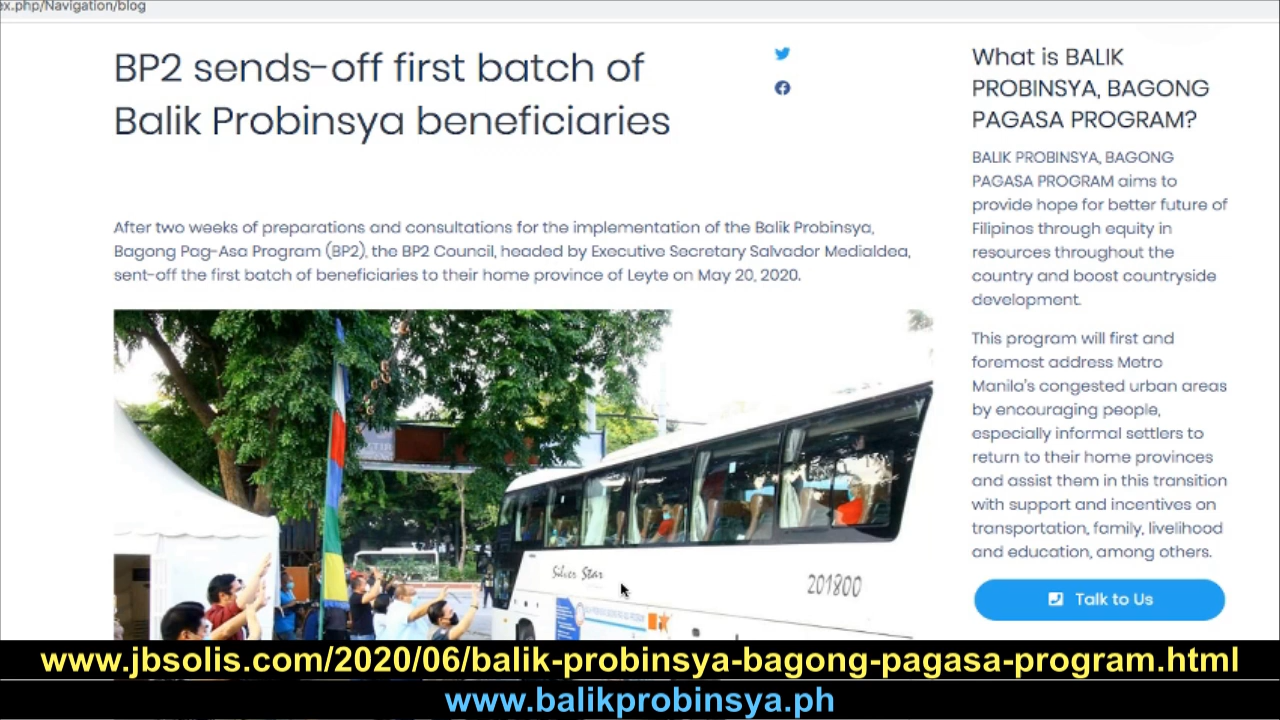 ex.php/Navigation/blog
BP2 sends-off first batch of
Balik Probinsya beneficiaries
After two weeks of preparations and consultations for the implementation of the Balik Probinsya,
Bagong Pag-Asa Program (BP2), the BP2 Council, headed by Executive Secretary Salvador Medialdea,
sent-off the first batch of beneficiaries to their home province of Leyte on May 20, 2020.
Silver Star
201800
What is BALIK
PROBINSYA, BAGONG
PAGASA PROGRAM?
BALIK PROBINSYA, BAGONG
PAGASA PROGRAM aims to
provide hope for better future of
Filipinos through equity in
resources throughout the
country and boost countryside
development.
This program will first and
foremost address Metro
Manila's congested urban areas
by encouraging people,
especially informal settlers to
return to their home provinces
and assist them in this transition
with support and incentives on
transportation, family, livelihood
and education, among others.
Talk to Us
www.jbsolis.com/2020/06/balik-probinsya-bagong-pagasa-program.html
www.balikprobinsya.ph